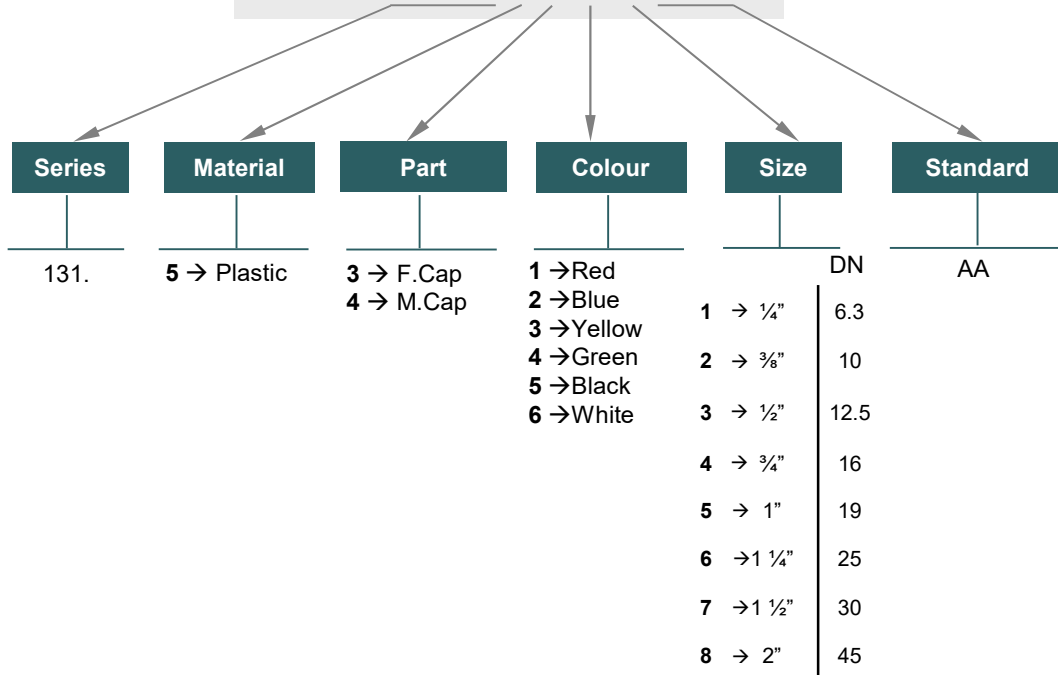 Series Material Part Colour Size Standard
131.
5 → Plastic
3 → F.Cap
4 → M.Cap
1 →Red
2 →Blue
3 →Yellow
4 →Green
5 →Black
6 →White
DN
1 → ¼” 6.3
2 → ⅜” 10
3 → ½” 12.5
4 → ¾” 16
5 → 1” 19
6 →1 ¼” 25
7 →1 ½” 30
8 → 2” 45
AA